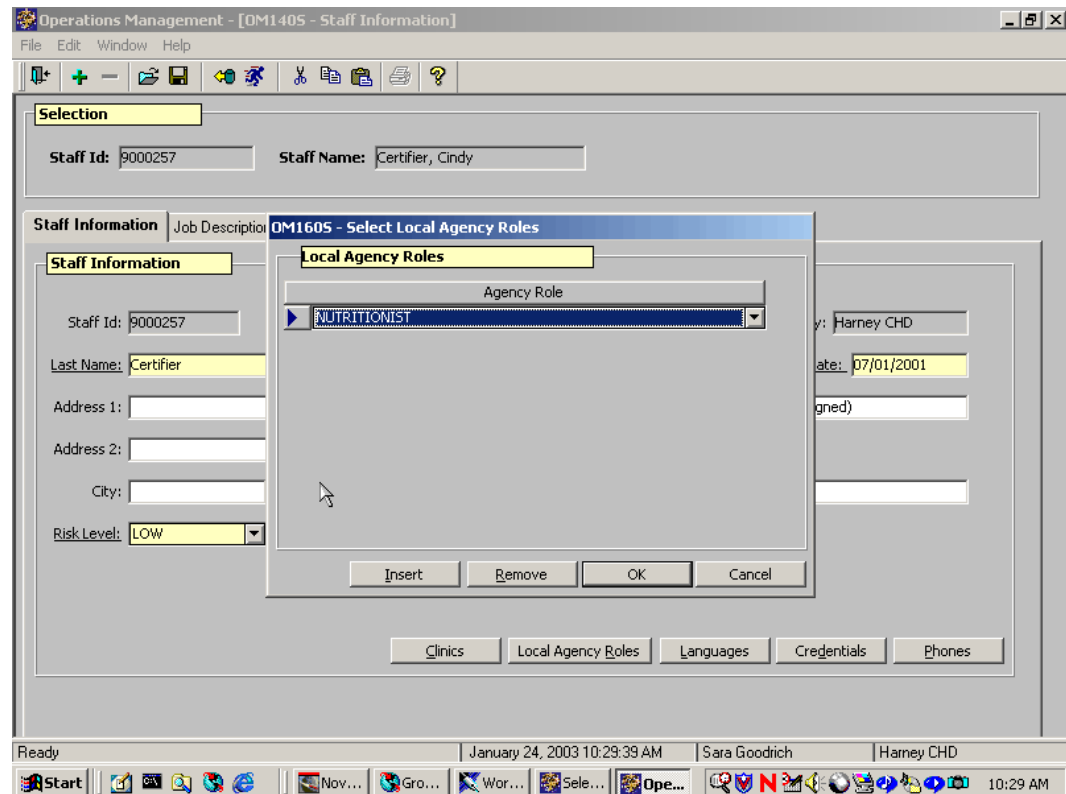 Operations Management - [OM140S - Staff Information]
File Edit Window Help
Selection
Staff Id: 9000257 Staff Name: Certifier, Cindy
Staff Information Job Description
OM160S - Select Local Agency Roles
Local Agency Roles
Agency Role
NUTRITIONIST
Insert Remove OK Cancel
Staff Information
Staff Id: 9000257 y: Harney CHD
Last Name: Certifier ate: 07/01/2001
Address 1: gned)
Address 2:
City:
Risk Level: LOW
Clinics Local Agency Roles Languages Credentials Phones
Ready January 24, 2003 10:29:39 AM Sara Goodrich Harney CHD
Start Nov... Gro... Wor... Sele... Ope... N 10:29 AM